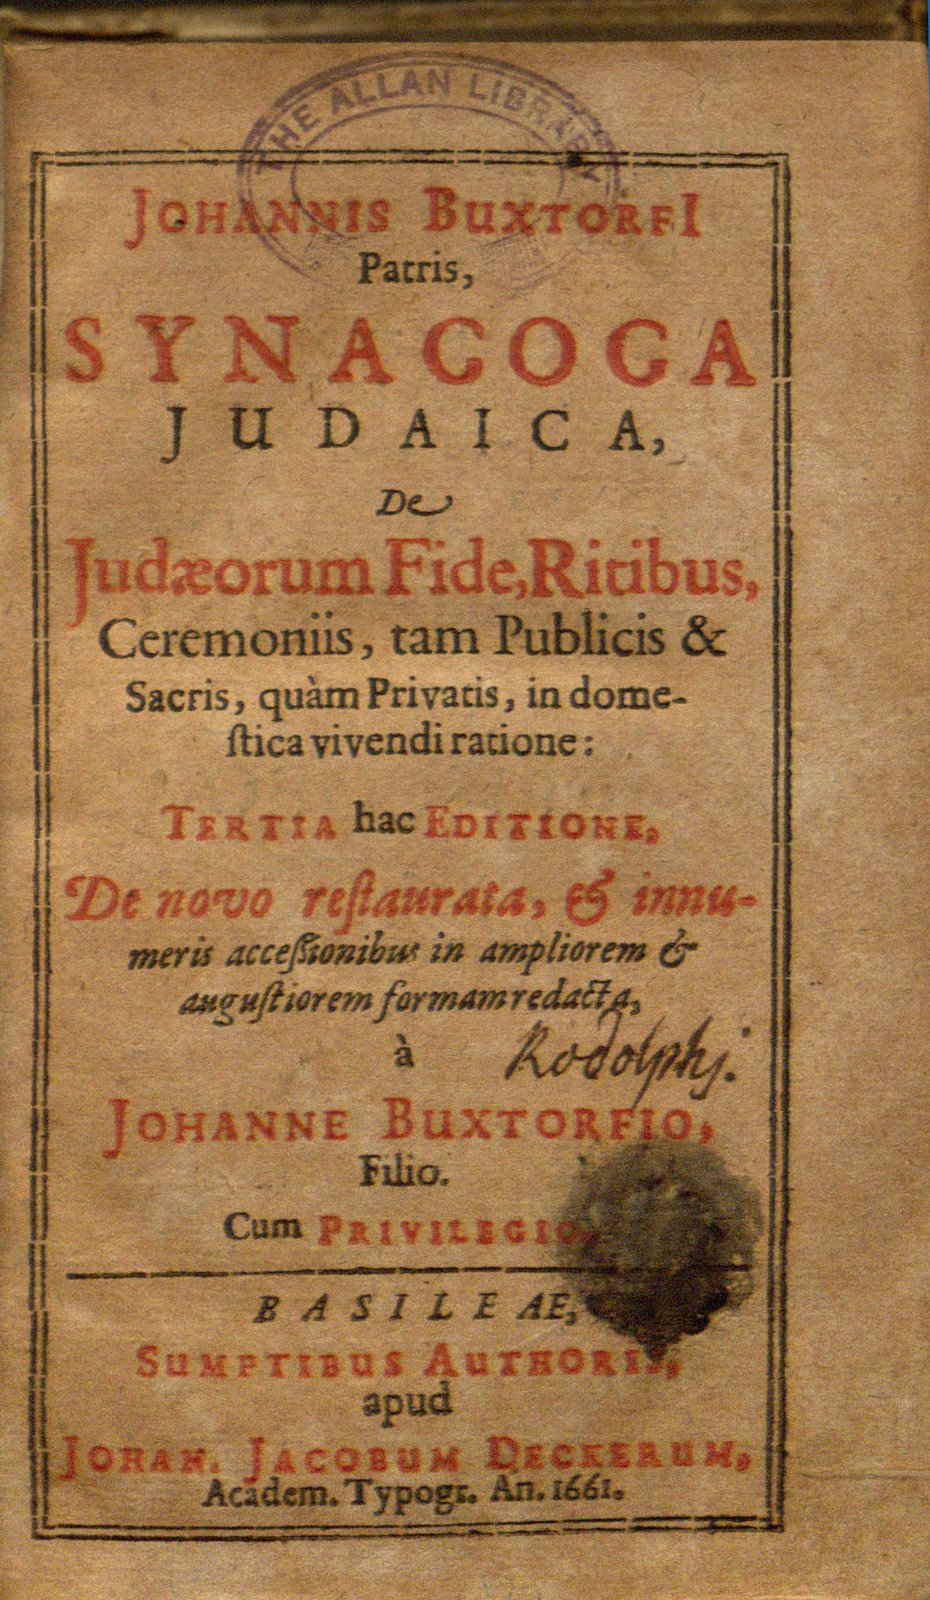 THE ALLAN LIBRARY
JOHANNIS BUXTORFI
Patris,
SYNAGOGA
JUDAICA,
De
Judæorum Fide, Ritibus,
Ceremoniis, tam Publicis &
Sacris, quàm Privatis, in dome-
ſtica vivendi ratione:
TERTIA hac EDITIONE,
De novo reſtaurata, & innu-
meris acceſſionibus in ampliorem &
auguſtiorem formam redacta,
à
Rodolphj.
JOHANNE BUXTORFIO,
Filio.
Cum PRIVILEGIO.
BASILEAE,
SUMPTIBUS AUTHORIS,
apud
JOHAN. JACOBUM DECKERUM,
Academ. Typogr. An. 1661.